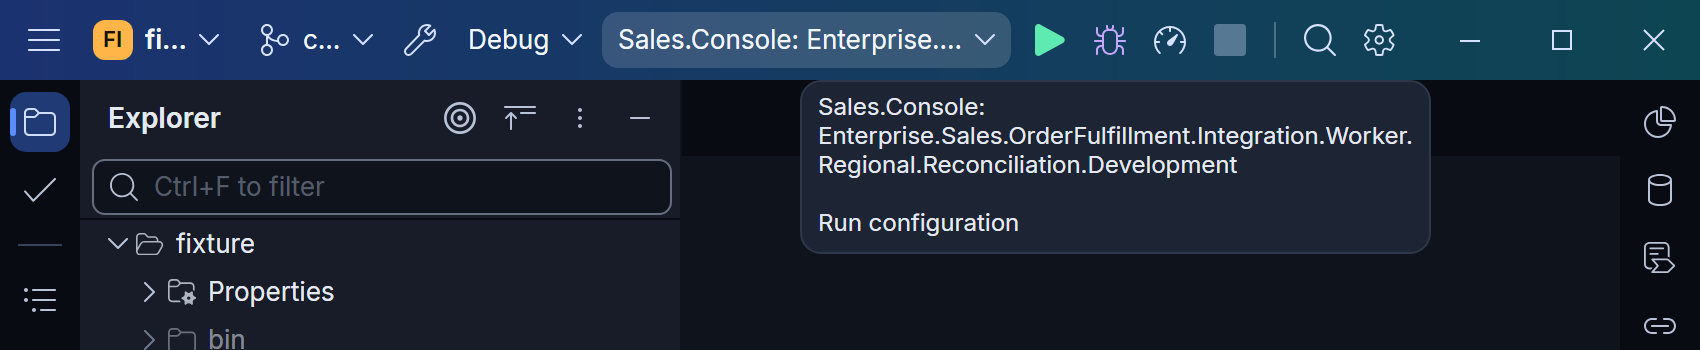 FI fi... c... Debug Sales.Console: Enterprise....
Explorer
Ctrl+F to filter
fixture
Properties
bin
Sales.Console:
Enterprise.Sales.OrderFulfillment.Integration.Worker.
Regional.Reconciliation.Development
Run configuration